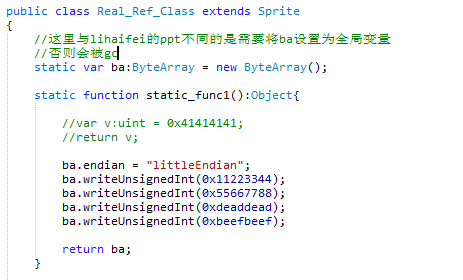 public class Real_Ref_Class extends Sprite
{
//这里与lihaifei的ppt不同的是需要将ba设置为全局变量
//否则会被gc
static var ba:ByteArray = new ByteArray();
static function static_func1():Object{
//var v:uint = 0x41414141;
//return v;
ba.endian = "littleEndian";
ba.writeUnsignedInt(0x11223344);
ba.writeUnsignedInt(0x55667788);
ba.writeUnsignedInt(0xdeaddead);
ba.writeUnsignedInt(0xbeefbeef);
return ba;
}